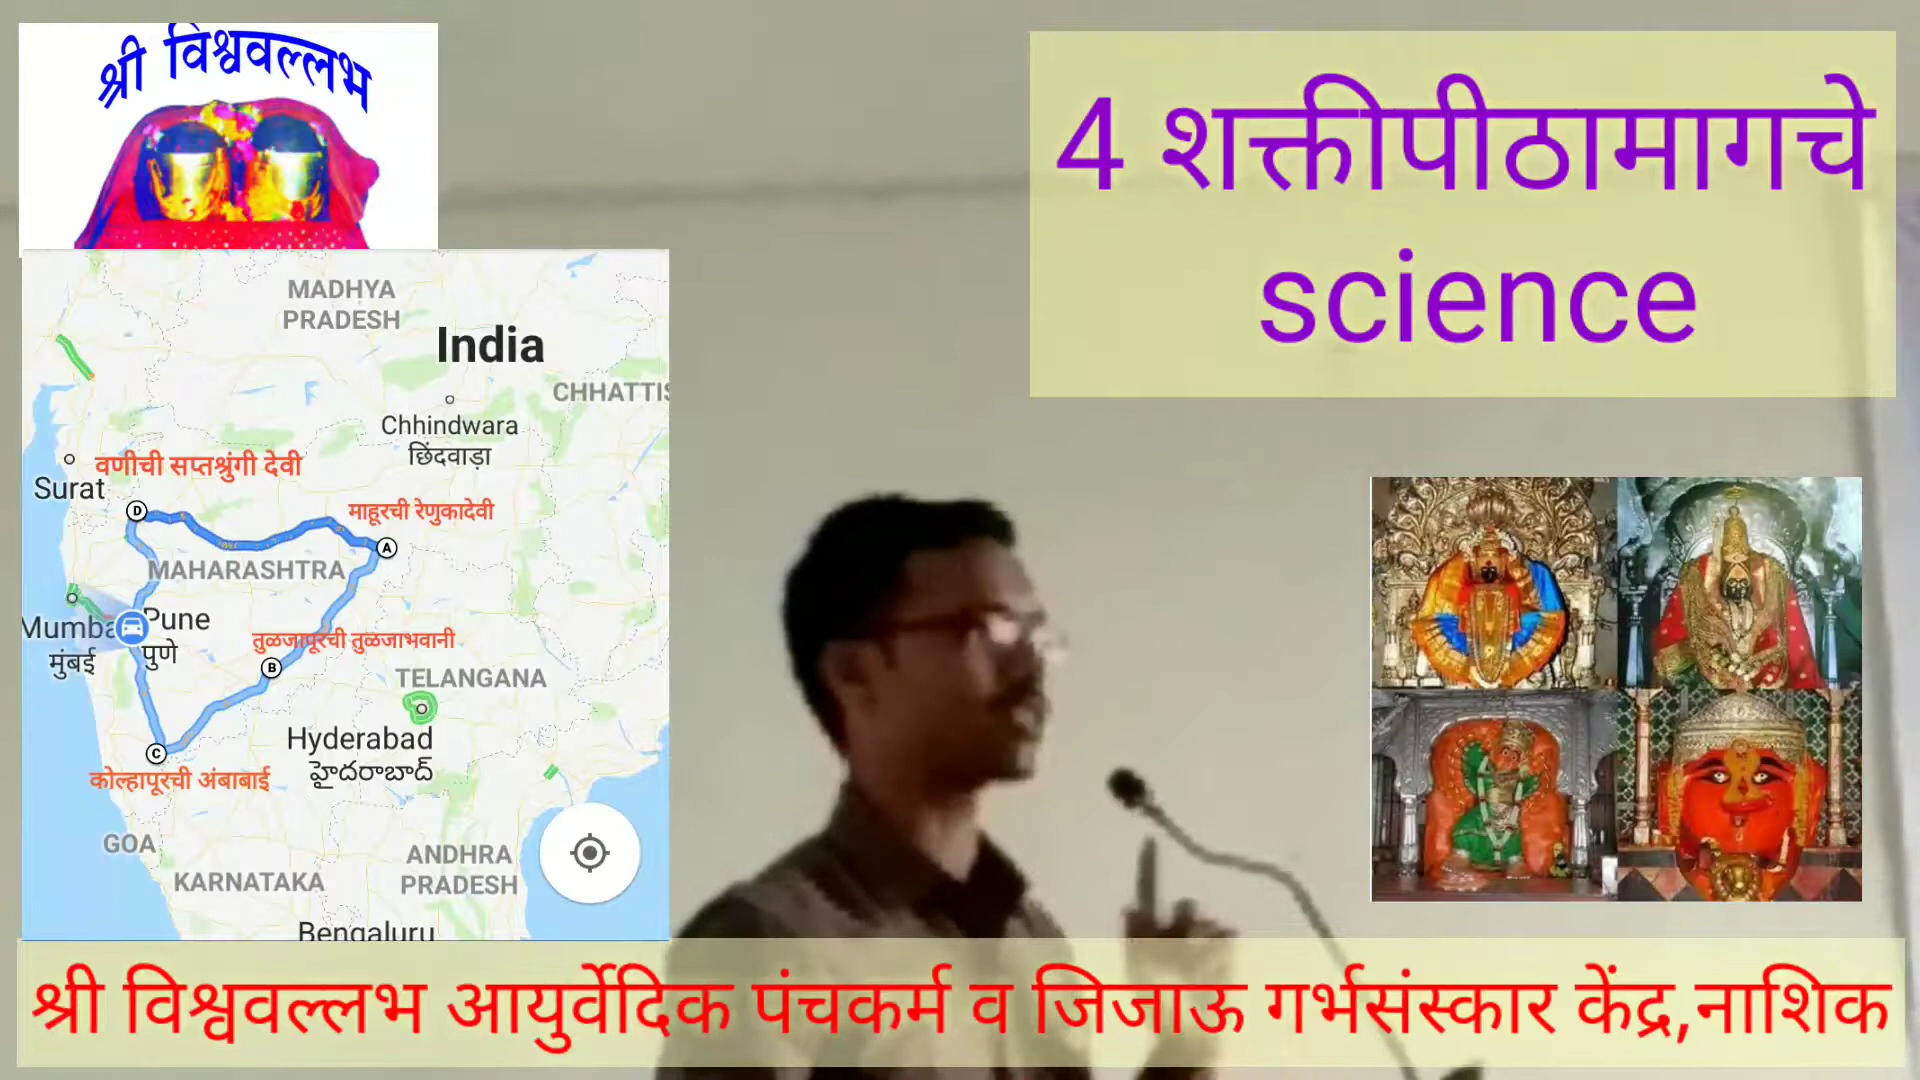 श्री विश्ववल्लभ
4 शक्तीपीठामागचे
science
MADHYA
PRADESH
India
CHHATTIS
Chhindwara
छिंदवाड़ा
वणीची सप्तश्रुंगी देवी
Surat
D
माहूरची रेणुकादेवी
A
MAHARASHTRA
Pune
पुणे
Mumba
मुंबई
तुळजापूरची तुळजाभवानी
B
TELANGANA
Hyderabad
హైదరాబాద్
C
कोल्हापूरची अंबाबाई
GOA
ANDHRA
PRADESH
KARNATAKA
Bengaluru
श्री विश्ववल्लभ आयुर्वेदिक पंचकर्म व जिजाऊ गर्भसंस्कार केंद्र,नाशिक